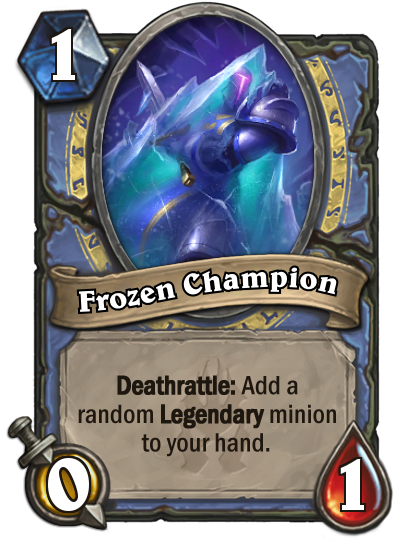 1
Frozen Champion
Deathrattle: Add a
random Legendary minion
to your hand.
0
1